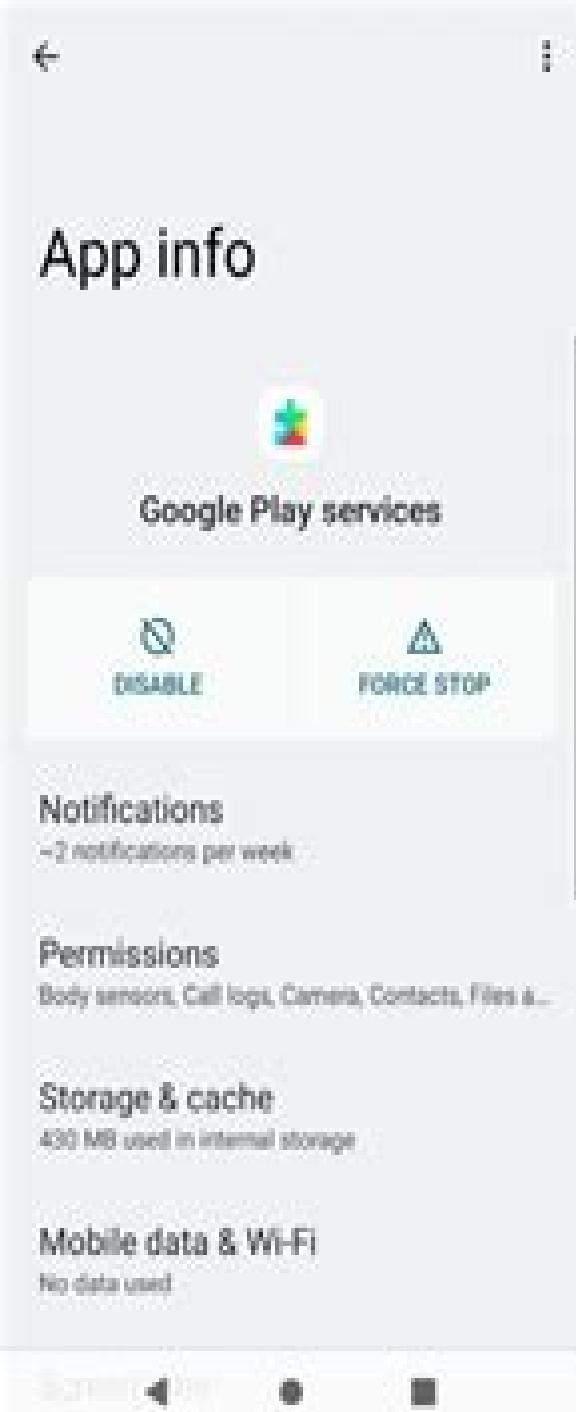 App info
Google Play services
DISABLE
FORCE STOP
Notifications
~2 notifications per week
Permissions
Body sensors, Call logs, Camera, Contacts, Files a...
Storage & cache
430 MB used in internal storage
Mobile data & Wi-Fi
No data used